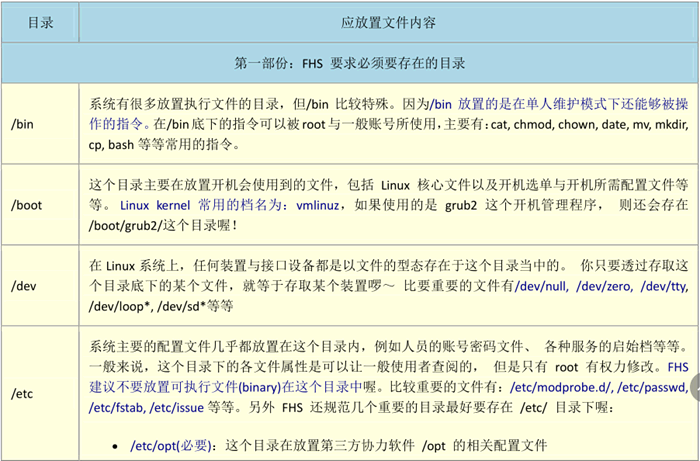 目录 应放置文件内容
第一部份：FHS 要求必须要存在的目录
/bin
系统有很多放置执行文件的目录，但/bin 比较特殊。因为/bin 放置的是在单人维护模式下还能够被
操作的指令。在/bin底下的指令可以被root与一般账号所使用，主要有：cat, chmod, chown, date, mv, mkdir,
cp, bash 等等常用的指令。
/boot
这个目录主要在放置开机会使用到的文件，包括 Linux 核心文件以及开机选单与开机所需配置文件等
等。 Linux kernel 常用的档名为：vmlinuz，如果使用的是 grub2 这个开机管理程序， 则还会存在
/boot/grub2/这个目录喔！
/dev
在Linux系统上，任何装置与接口设备都是以文件的型态存在于这个目录当中的。 你只要透过存取这
个目录底下的某个文件，就等于存取某个装置啰～ 比要重要的文件有/dev/null, /dev/zero, /dev/tty,
/dev/loop*, /dev/sd*等等
/etc
系统主要的配置文件几乎都放置在这个目录内，例如人员的账号密码文件、 各种服务的启始档等等。
一般来说，这个目录下的各文件属性是可以让一般使用者查阅的， 但是只有 root 有权力修改。FHS
建议不要放置可执行文件(binary)在这个目录中喔。比较重要的文件有：/etc/modprobe.d/, /etc/passwd,
/etc/fstab, /etc/issue 等等。另外 FHS 还规范几个重要的目录最好要存在 /etc/ 目录下喔：
• /etc/opt(必要)：这个目录在放置第三方协力软件 /opt 的相关配置文件